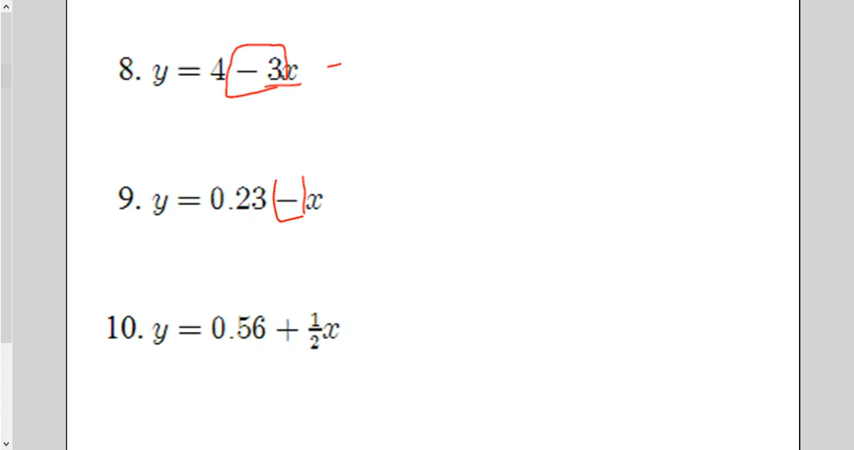 8. y = 4 − 3x −
9. y = 0.23 − x
10. y = 0.56 + ½x